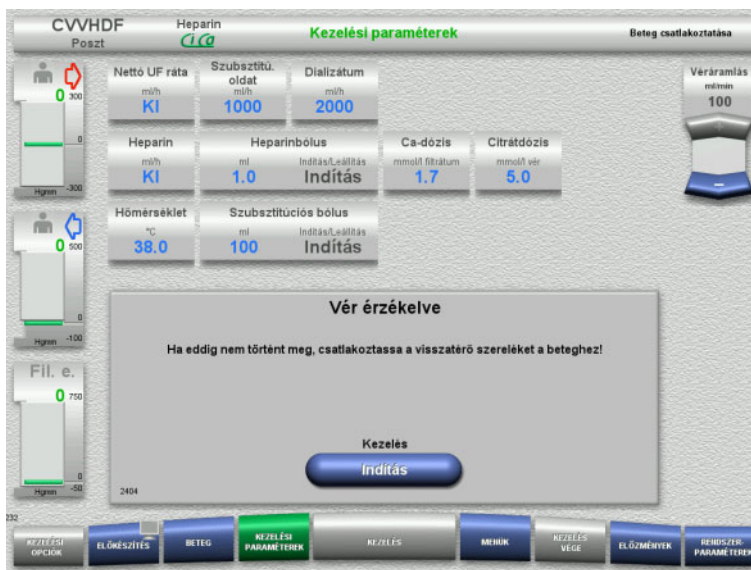 CVVHDF
Poszt
Heparin
CiCa
Kezelési paraméterek
Beteg csatlakoztatása
0
300
0
Hgmm
-300
Nettó UF ráta
ml/h
KI
Szubsztitú. oldat
ml/h
1000
Dializátum
ml/h
2000
Véráramlás
ml/min
100
+
−
Heparin
ml/h
KI
Heparinbólus
ml
1.0
Indítás/Leállítás
Indítás
Ca-dózis
mmol/l filtrátum
1.7
Citrátdózis
mmol/l vér
5.0
0
500
0
Hgmm
-100
Hőmérséklet
°C
38.0
Szubsztitúciós bólus
ml
100
Indítás/Leállítás
Indítás
Vér érzékelve
Ha eddig nem történt meg, csatlakoztassa a visszatérő szereléket a beteghez!
Kezelés
Indítás
2404
Fil. e.
0
750
0
Hgmm
-50
232
KEZELÉSI OPCIÓK
ELŐKÉSZÍTÉS
BETEG
KEZELÉSI PARAMÉTEREK
KEZELÉS
MENÜK
KEZELÉS VÉGE
ELŐZMÉNYEK
RENDSZER-PARAMÉTEREK